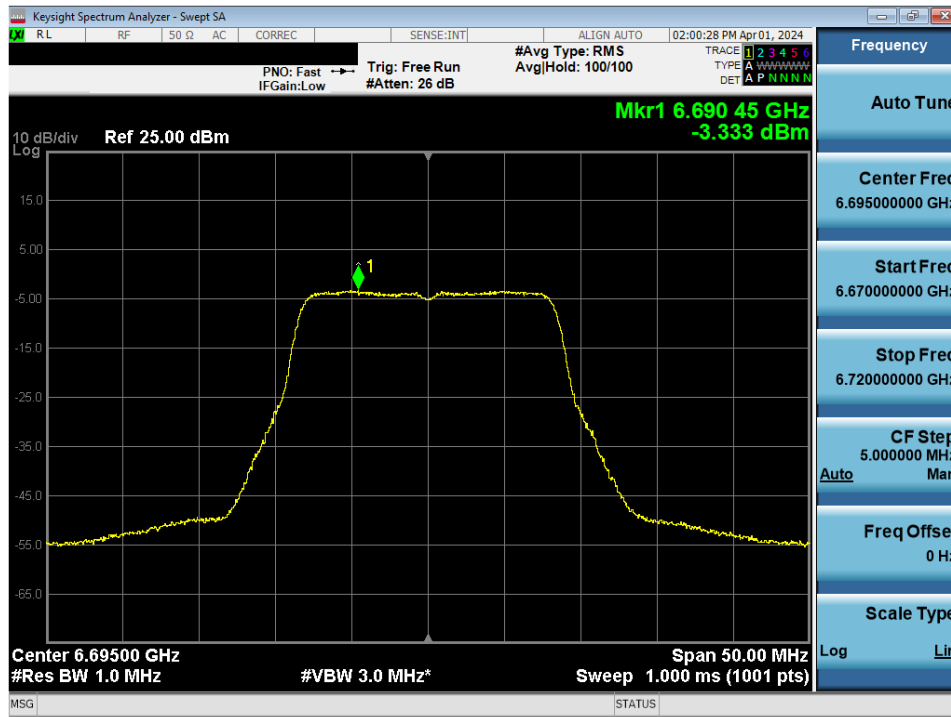 Keysight Spectrum Analyzer - Swept SA
LXI RL RF 50 Ω AC CORREC SENSE:INT ALIGN AUTO 02:00:28 PM Apr 01, 2024
PNO: Fast
IFGain:Low
Trig: Free Run
#Atten: 26 dB
#Avg Type: RMS
Avg|Hold: 100/100
TRACE 1 2 3 4 5 6
TYPE A WWWWW
DET A P N N N N
Mkr1 6.690 45 GHz
-3.333 dBm
10 dB/div Ref 25.00 dBm
Log
1
15.0
5.00
-5.00
-15.0
-25.0
-35.0
-45.0
-55.0
-65.0
Center 6.69500 GHz Span 50.00 MHz
#Res BW 1.0 MHz #VBW 3.0 MHz* Sweep 1.000 ms (1001 pts)
MSG STATUS
Frequency
Auto Tune
Center Freq
6.695000000 GHz
Start Freq
6.670000000 GHz
Stop Freq
6.720000000 GHz
CF Step
5.000000 MHz
Auto Man
Freq Offset
0 Hz
Scale Type
Log Lin